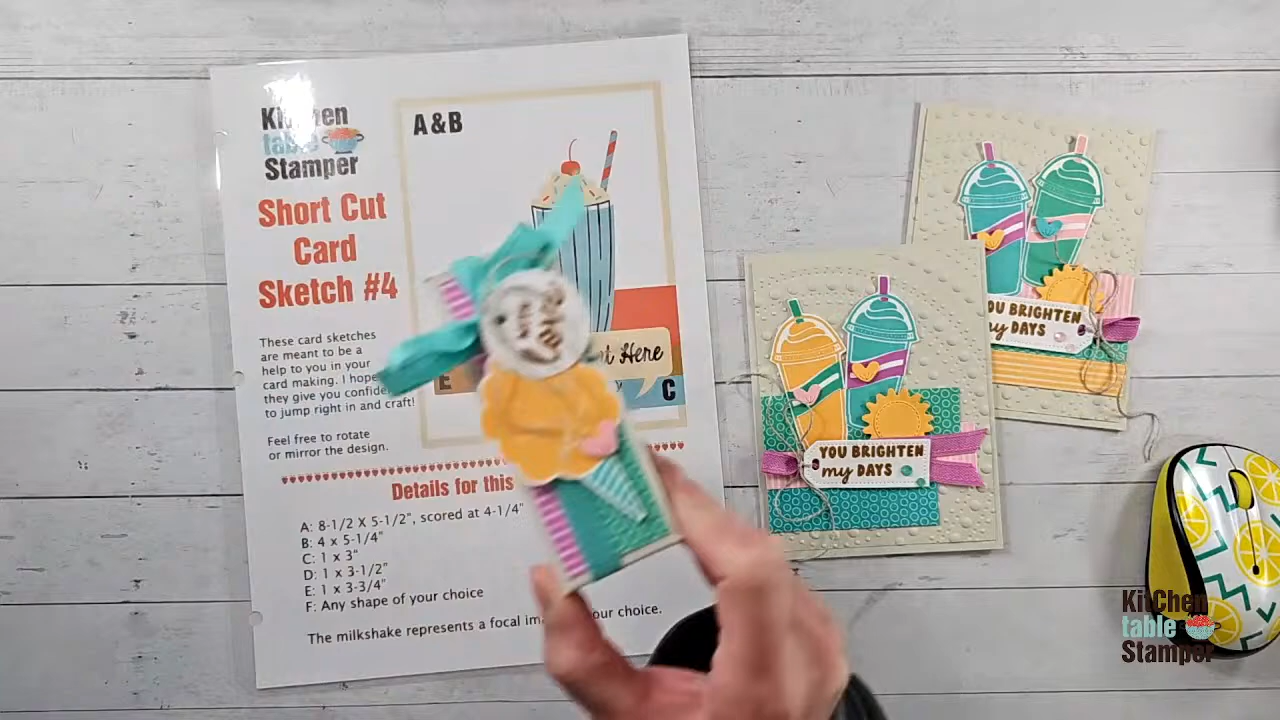 Kitchen
table
Stamper
Short Cut
Card
Sketch #4
These card sketches
are meant to be a
help to you in your
card making. I hope
they give you confide
to jump right in and craft!
Feel free to rotate
or mirror the design.
A & B
t Here
E
C
Details for this
A: 8-1/2 X 5-1/2", scored at 4-1/4"
B: 4 x 5-1/4"
C: 1 x 3"
D: 1 x 3-1/2"
E: 1 x 3-3/4"
F: Any shape of your choice
The milkshake represents a focal ima our choice.
YOU BRIGHTEN
my DAYS
YOU BRIGHTEN
my DAYS
KitChen
table
Stamper